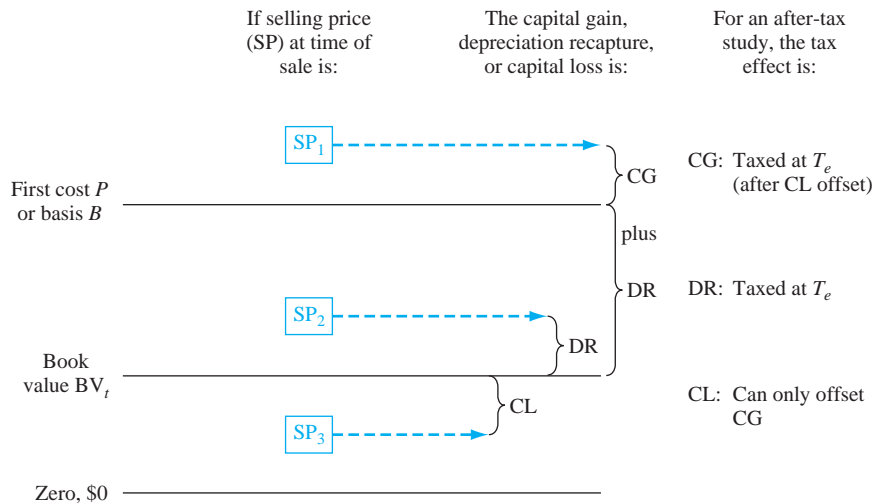 If selling price
(SP) at time of
sale is:
The capital gain,
depreciation recapture,
or capital loss is:
For an after-tax
study, the tax
effect is:
SP1
CG
CG: Taxed at Te
(after CL offset)
First cost P
or basis B
plus
DR
DR: Taxed at Te
SP2
DR
Book
value BVt
CL
CL: Can only offset
CG
SP3
Zero, $0